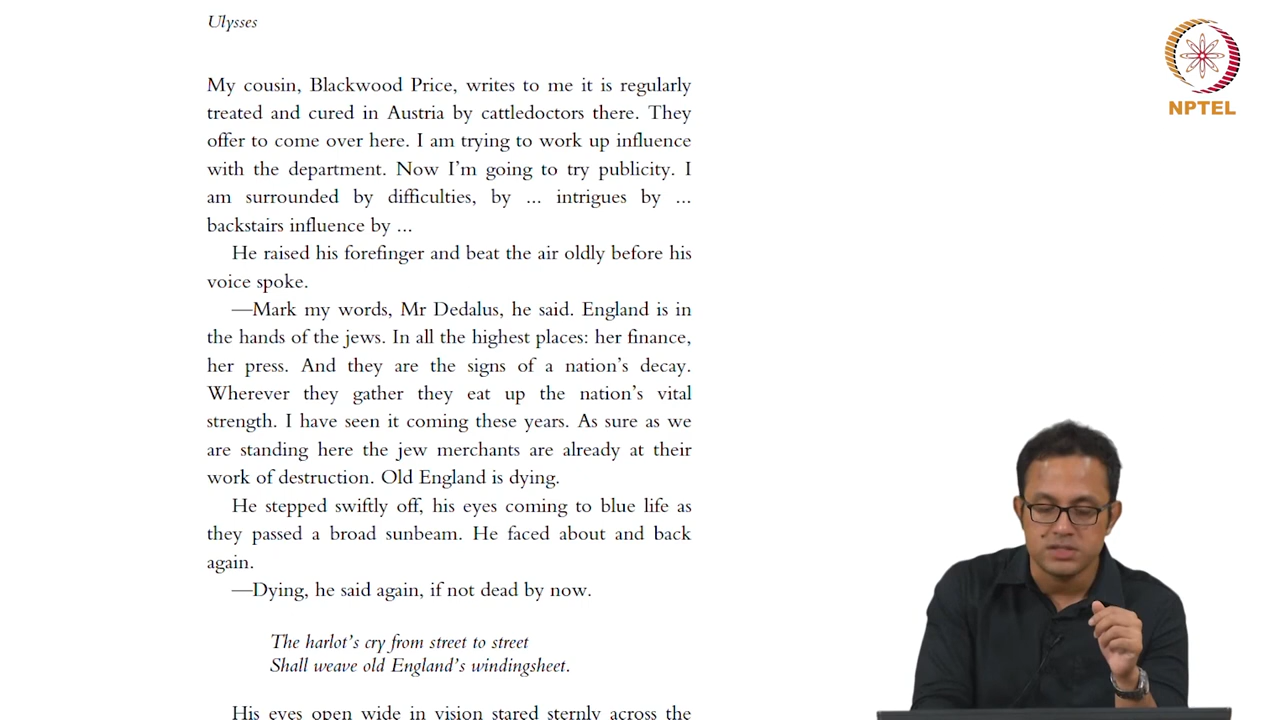 Ulysses
My cousin, Blackwood Price, writes to me it is regularly
treated and cured in Austria by cattledoctors there. They
offer to come over here. I am trying to work up influence
with the department. Now I'm going to try publicity. I
am surrounded by difficulties, by ... intrigues by ...
backstairs influence by ...
He raised his forefinger and beat the air oldly before his
voice spoke.
—Mark my words, Mr Dedalus, he said. England is in
the hands of the jews. In all the highest places: her finance,
her press. And they are the signs of a nation's decay.
Wherever they gather they eat up the nation's vital
strength. I have seen it coming these years. As sure as we
are standing here the jew merchants are already at their
work of destruction. Old England is dying.
He stepped swiftly off, his eyes coming to blue life as
they passed a broad sunbeam. He faced about and back
again.
—Dying, he said again, if not dead by now.
The harlot's cry from street to street
Shall weave old England's windingsheet.
His eyes open wide in vision stared sternly across the
NPTEL